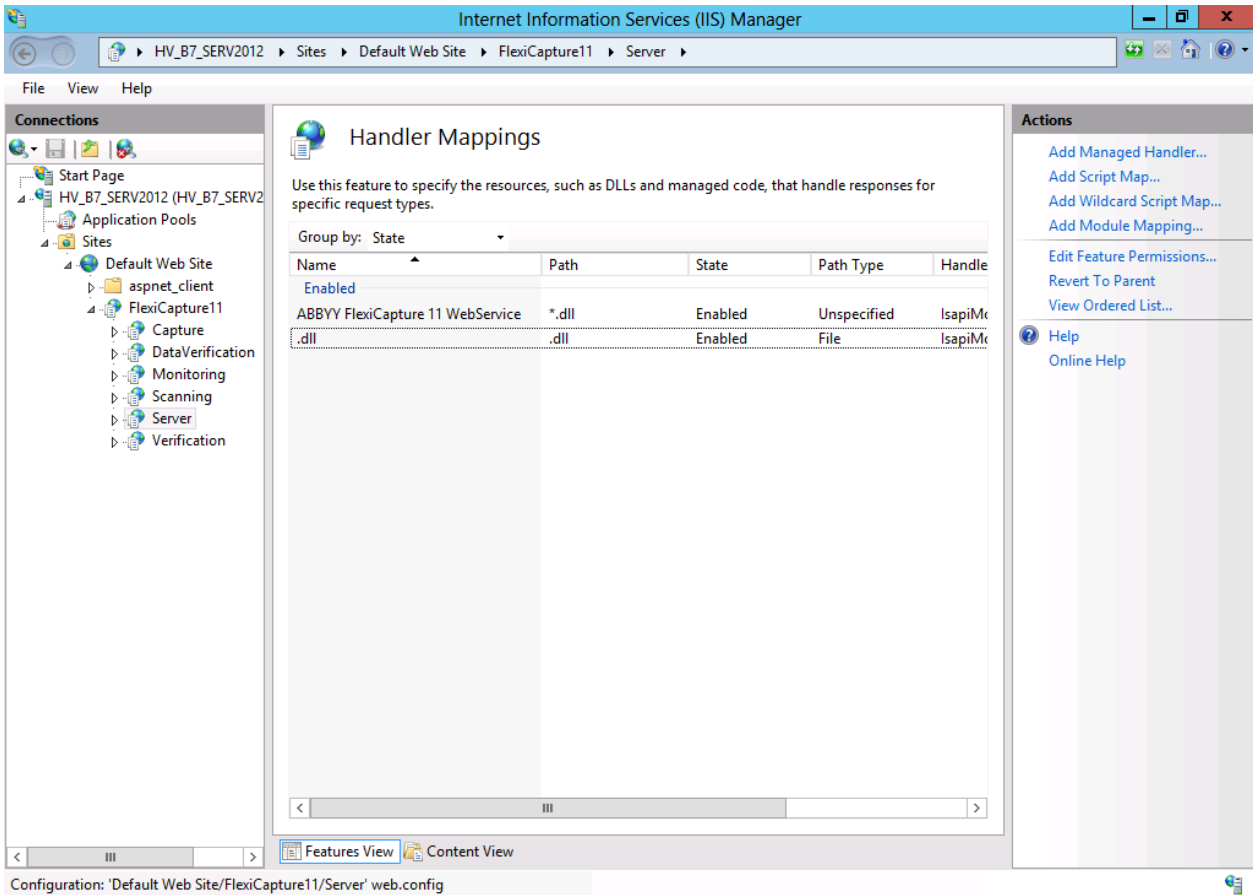 Internet Information Services (IIS) Manager
HV_B7_SERV2012 Sites Default Web Site FlexiCapture11 Server
File View Help
Connections
Start Page
HV_B7_SERV2012 (HV_B7_SERV2
Application Pools
Sites
Default Web Site
aspnet_client
FlexiCapture11
Capture
DataVerification
Monitoring
Scanning
Server
Verification
Handler Mappings
Use this feature to specify the resources, such as DLLs and managed code, that handle responses for
specific request types.
Group by: State
Name Path State Path Type Handle
Enabled
ABBYY FlexiCapture 11 WebService *.dll Enabled Unspecified IsapiMo
.dll .dll Enabled File IsapiMo
Features View Content View
Actions
Add Managed Handler...
Add Script Map...
Add Wildcard Script Map...
Add Module Mapping...
Edit Feature Permissions...
Revert To Parent
View Ordered List...
Help
Online Help
Configuration: 'Default Web Site/FlexiCapture11/Server' web.config